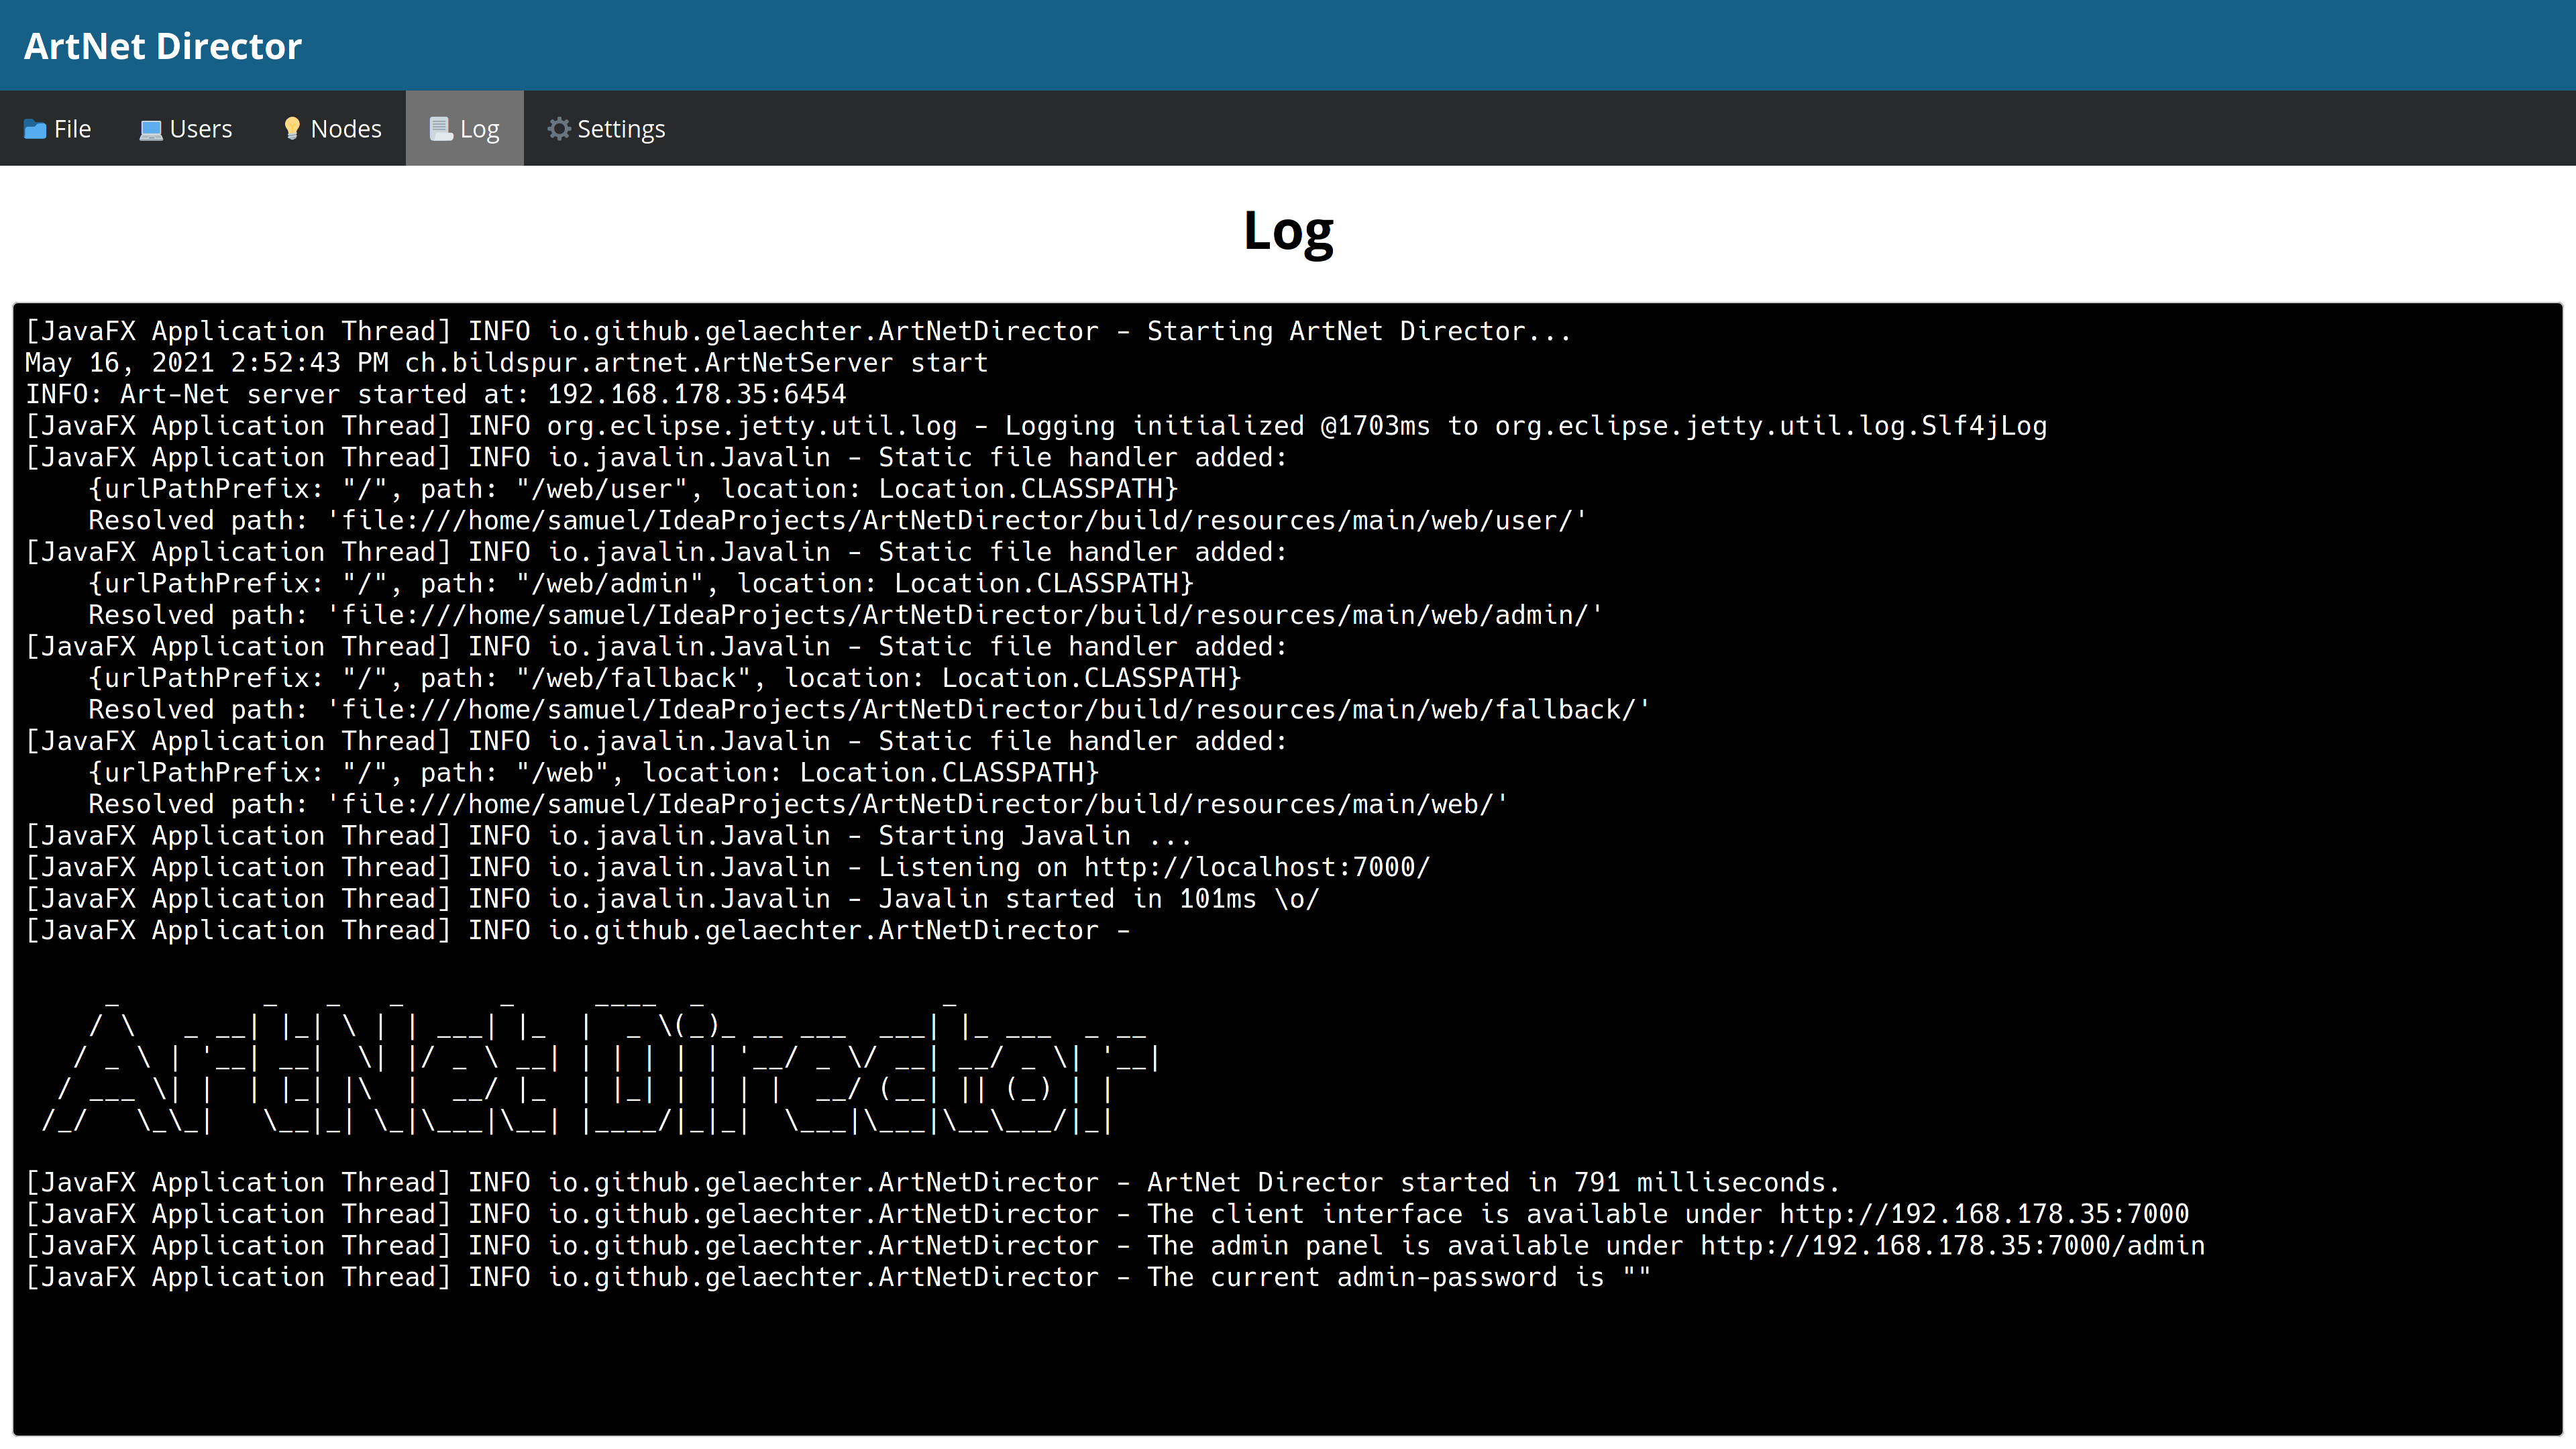 ArtNet Director
File Users Nodes Log Settings
Log
[JavaFX Application Thread] INFO io.github.gelaechter.ArtNetDirector - Starting ArtNet Director...
May 16, 2021 2:52:43 PM ch.bildspur.artnet.ArtNetServer start
INFO: Art-Net server started at: 192.168.178.35:6454
[JavaFX Application Thread] INFO org.eclipse.jetty.util.log - Logging initialized @1703ms to org.eclipse.jetty.util.log.Slf4jLog
[JavaFX Application Thread] INFO io.javalin.Javalin - Static file handler added:
    {urlPathPrefix: "/", path: "/web/user", location: Location.CLASSPATH}
    Resolved path: 'file:///home/samuel/IdeaProjects/ArtNetDirector/build/resources/main/web/user/'
[JavaFX Application Thread] INFO io.javalin.Javalin - Static file handler added:
    {urlPathPrefix: "/", path: "/web/admin", location: Location.CLASSPATH}
    Resolved path: 'file:///home/samuel/IdeaProjects/ArtNetDirector/build/resources/main/web/admin/'
[JavaFX Application Thread] INFO io.javalin.Javalin - Static file handler added:
    {urlPathPrefix: "/", path: "/web/fallback", location: Location.CLASSPATH}
    Resolved path: 'file:///home/samuel/IdeaProjects/ArtNetDirector/build/resources/main/web/fallback/'
[JavaFX Application Thread] INFO io.javalin.Javalin - Static file handler added:
    {urlPathPrefix: "/", path: "/web", location: Location.CLASSPATH}
    Resolved path: 'file:///home/samuel/IdeaProjects/ArtNetDirector/build/resources/main/web/'
[JavaFX Application Thread] INFO io.javalin.Javalin - Starting Javalin ...
[JavaFX Application Thread] INFO io.javalin.Javalin - Listening on http://localhost:7000/
[JavaFX Application Thread] INFO io.javalin.Javalin - Javalin started in 101ms \o/
[JavaFX Application Thread] INFO io.github.gelaechter.ArtNetDirector -
ArtNet Director
[JavaFX Application Thread] INFO io.github.gelaechter.ArtNetDirector - ArtNet Director started in 791 milliseconds.
[JavaFX Application Thread] INFO io.github.gelaechter.ArtNetDirector - The client interface is available under http://192.168.178.35:7000
[JavaFX Application Thread] INFO io.github.gelaechter.ArtNetDirector - The admin panel is available under http://192.168.178.35:7000/admin
[JavaFX Application Thread] INFO io.github.gelaechter.ArtNetDirector - The current admin-password is ""